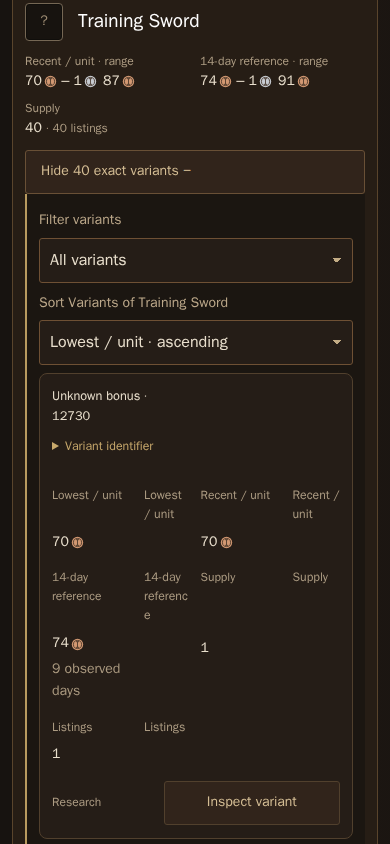 ?
Training Sword
Recent / unit · range 14-day reference · range
70 – 1 87 74 – 1 91
Supply
40 · 40 listings
Hide 40 exact variants −
Filter variants
All variants
Sort Variants of Training Sword
Lowest / unit · ascending
Unknown bonus ·
12730
▶ Variant identifier
Lowest / unit Lowest Recent / unit Recent /
/ unit unit
70 70
14-day 14-day Supply Supply
reference referenc
e
74
1
9 observed
days
Listings Listings
1
Research Inspect variant